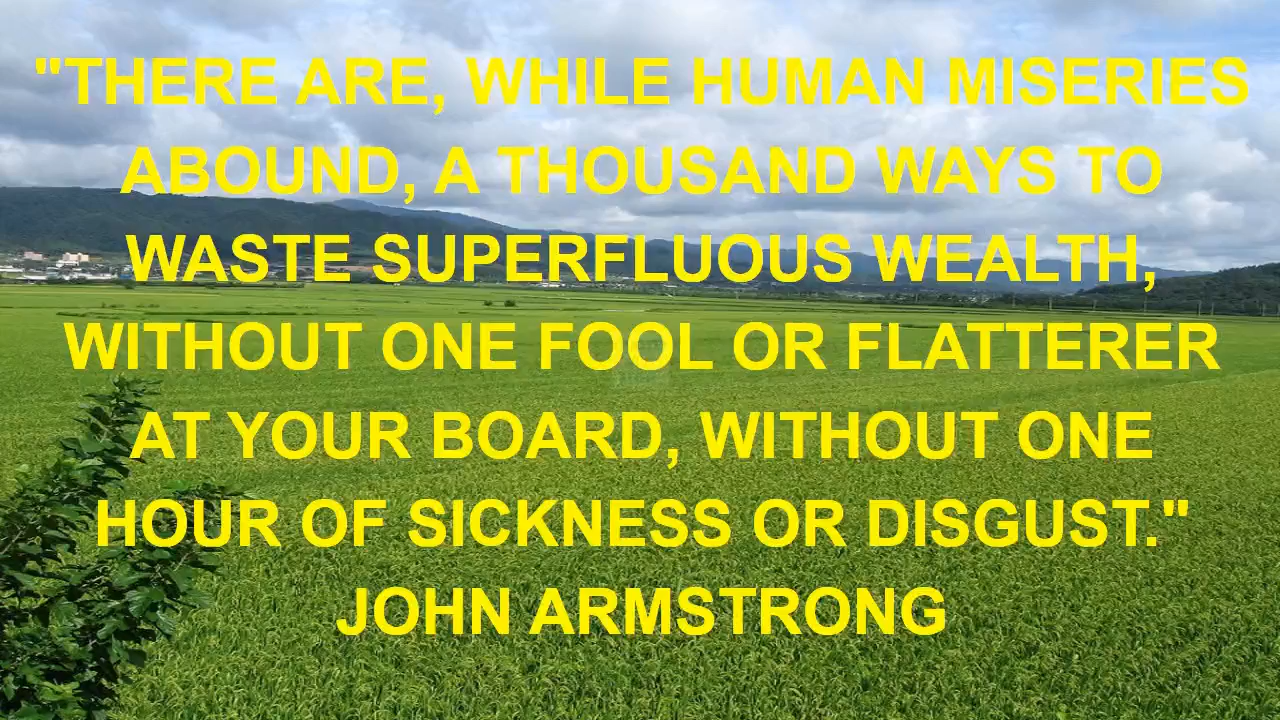 "THERE ARE, WHILE HUMAN MISERIES
ABOUND, A THOUSAND WAYS TO
WASTE SUPERFLUOUS WEALTH,
WITHOUT ONE FOOL OR FLATTERER
AT YOUR BOARD, WITHOUT ONE
HOUR OF SICKNESS OR DISGUST."
JOHN ARMSTRONG